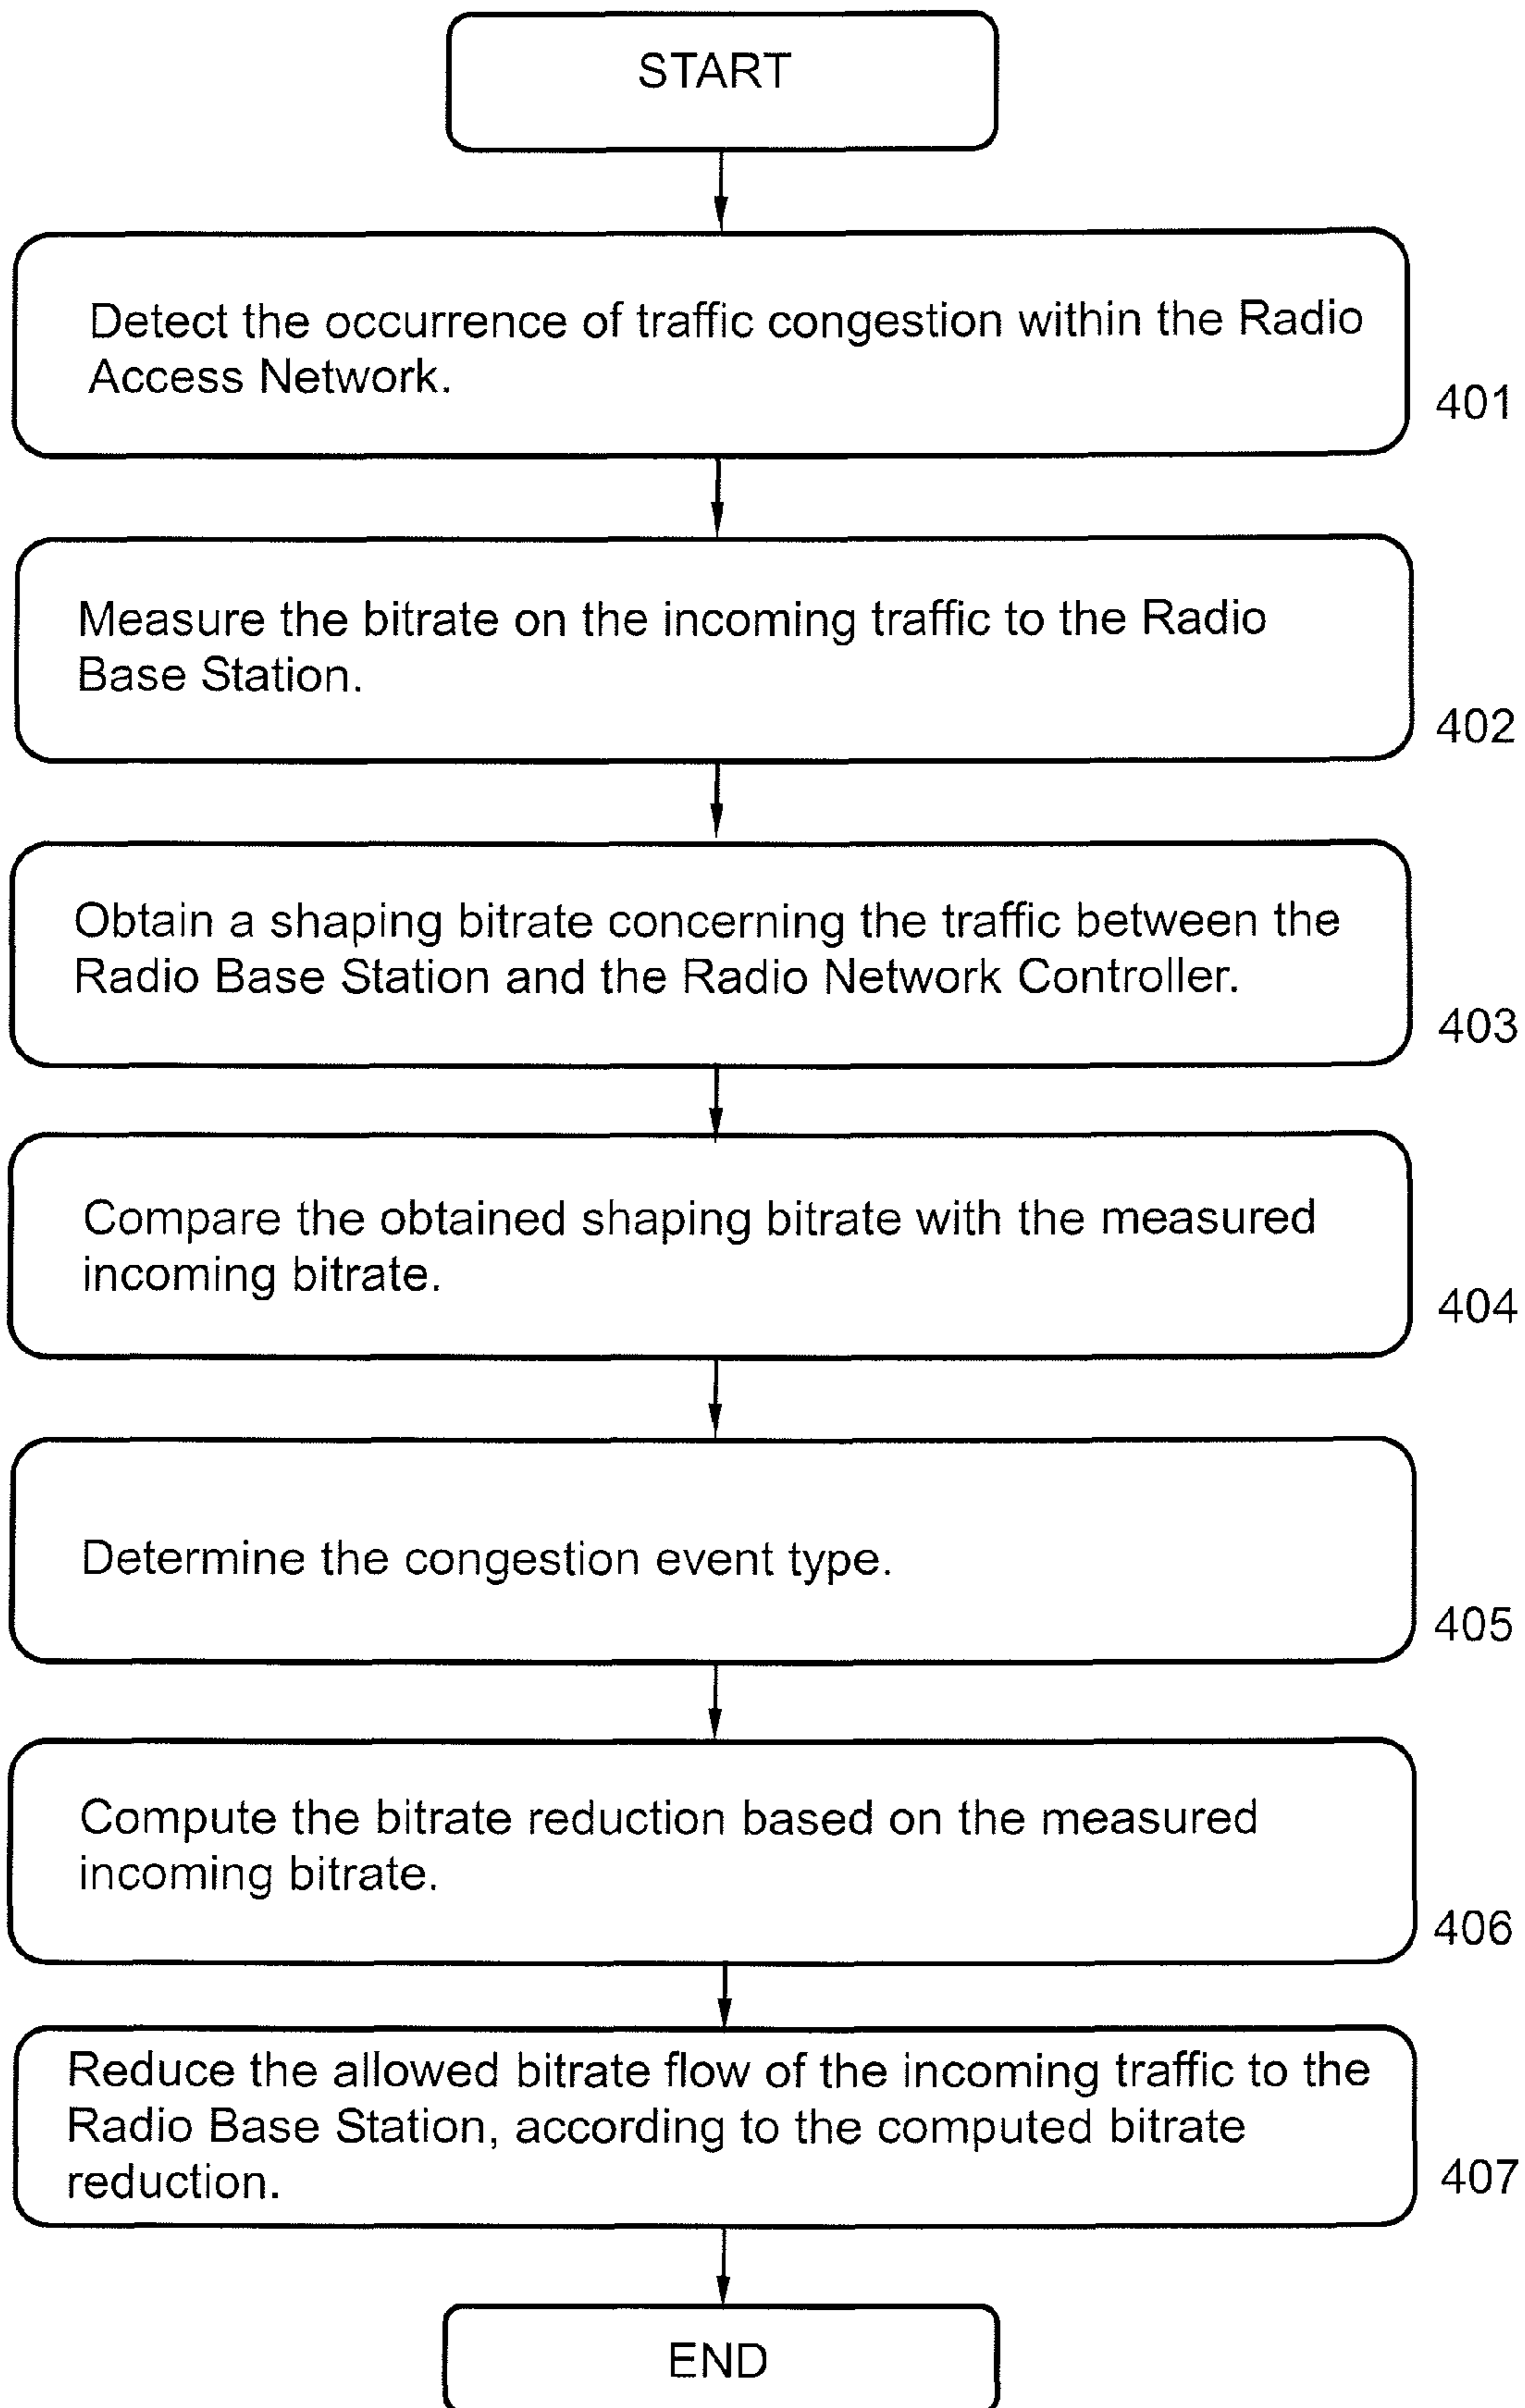 START
Detect the occurrence of traffic congestion within the Radio
Access Network.
401
Measure the bitrate on the incoming traffic to the Radio
Base Station.
402
Obtain a shaping bitrate concerning the traffic between the
Radio Base Station and the Radio Network Controller.
403
Compare the obtained shaping bitrate with the measured
incoming bitrate.
404
Determine the congestion event type.
405
Compute the bitrate reduction based on the measured
incoming bitrate.
406
Reduce the allowed bitrate flow of the incoming traffic to the
Radio Base Station, according to the computed bitrate
reduction.
407
END